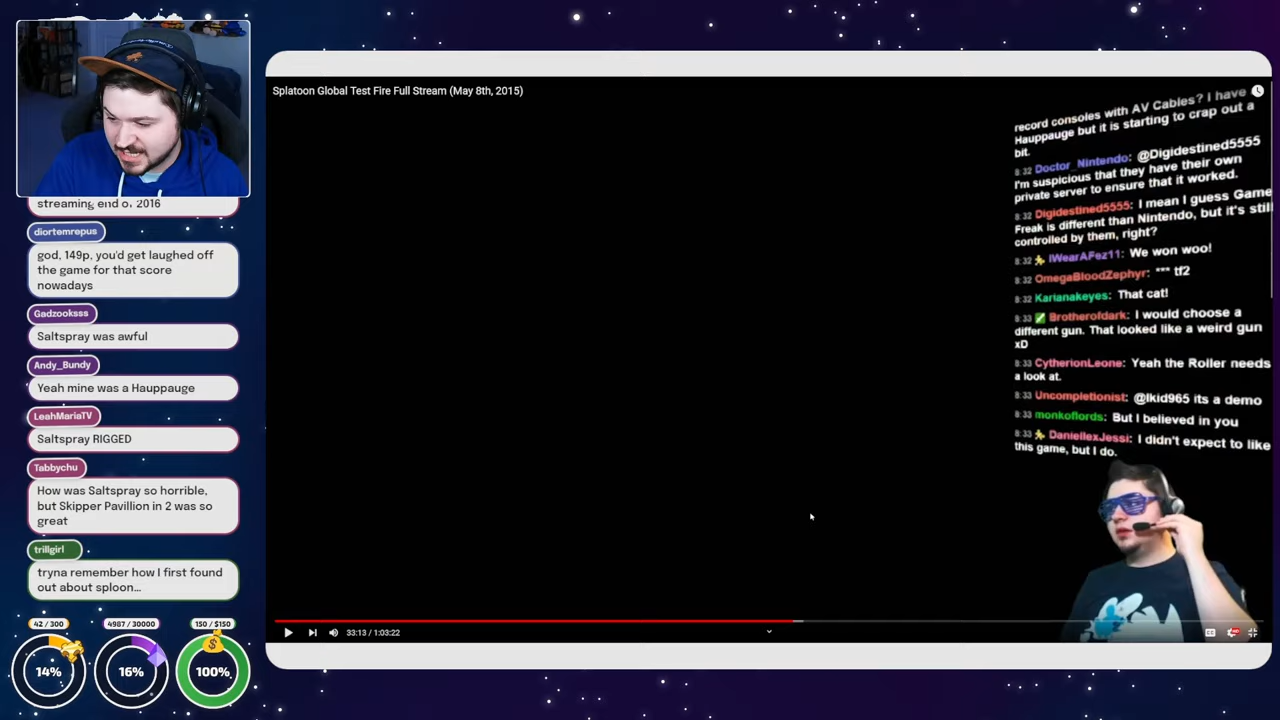 streaming end of 2016
diortemrepus
god, 149p, you'd get laughed off
the game for that score
nowadays
Gadzooksss
Saltspray was awful
Andy_Bundy
Yeah mine was a Hauppauge
LeahMariaTV
Saltspray RIGGED
Tabbychu
How was Saltspray so horrible,
but Skipper Pavillion in 2 was so
great
trillgirl
tryna remember how I first found
out about sploon...
42 / 300
4987 / 30000
150 / $150
14%
16%
100%
Splatoon Global Test Fire Full Stream (May 8th, 2015)
record consoles with AV Cables? I have
Hauppauge but it is starting to crap out a
bit.
8:32 Doctor_Nintendo: @Digidestined5555
I'm suspicious that they have their own
private server to ensure that it worked.
8:32 Digidestined5555: I mean I guess Game
Freak is different than Nintendo, but it's still
controlled by them, right?
8:32 IWearAFez11: We won woo!
8:32 OmegaBloodZephyr: *** tf2
8:32 Karianakeyes: That cat!
8:33 Brotherofdark: I would choose a
different gun. That looked like a weird gun
xD
8:33 CytherionLeone: Yeah the Roller needs
a look at.
8:33 Uncompletionist: @lkid965 its a demo
8:33 monkoflords: But I believed in you
8:33 DaniellexJessi: I didn't expect to like
this game, but I do.
33:13 / 1:03:22